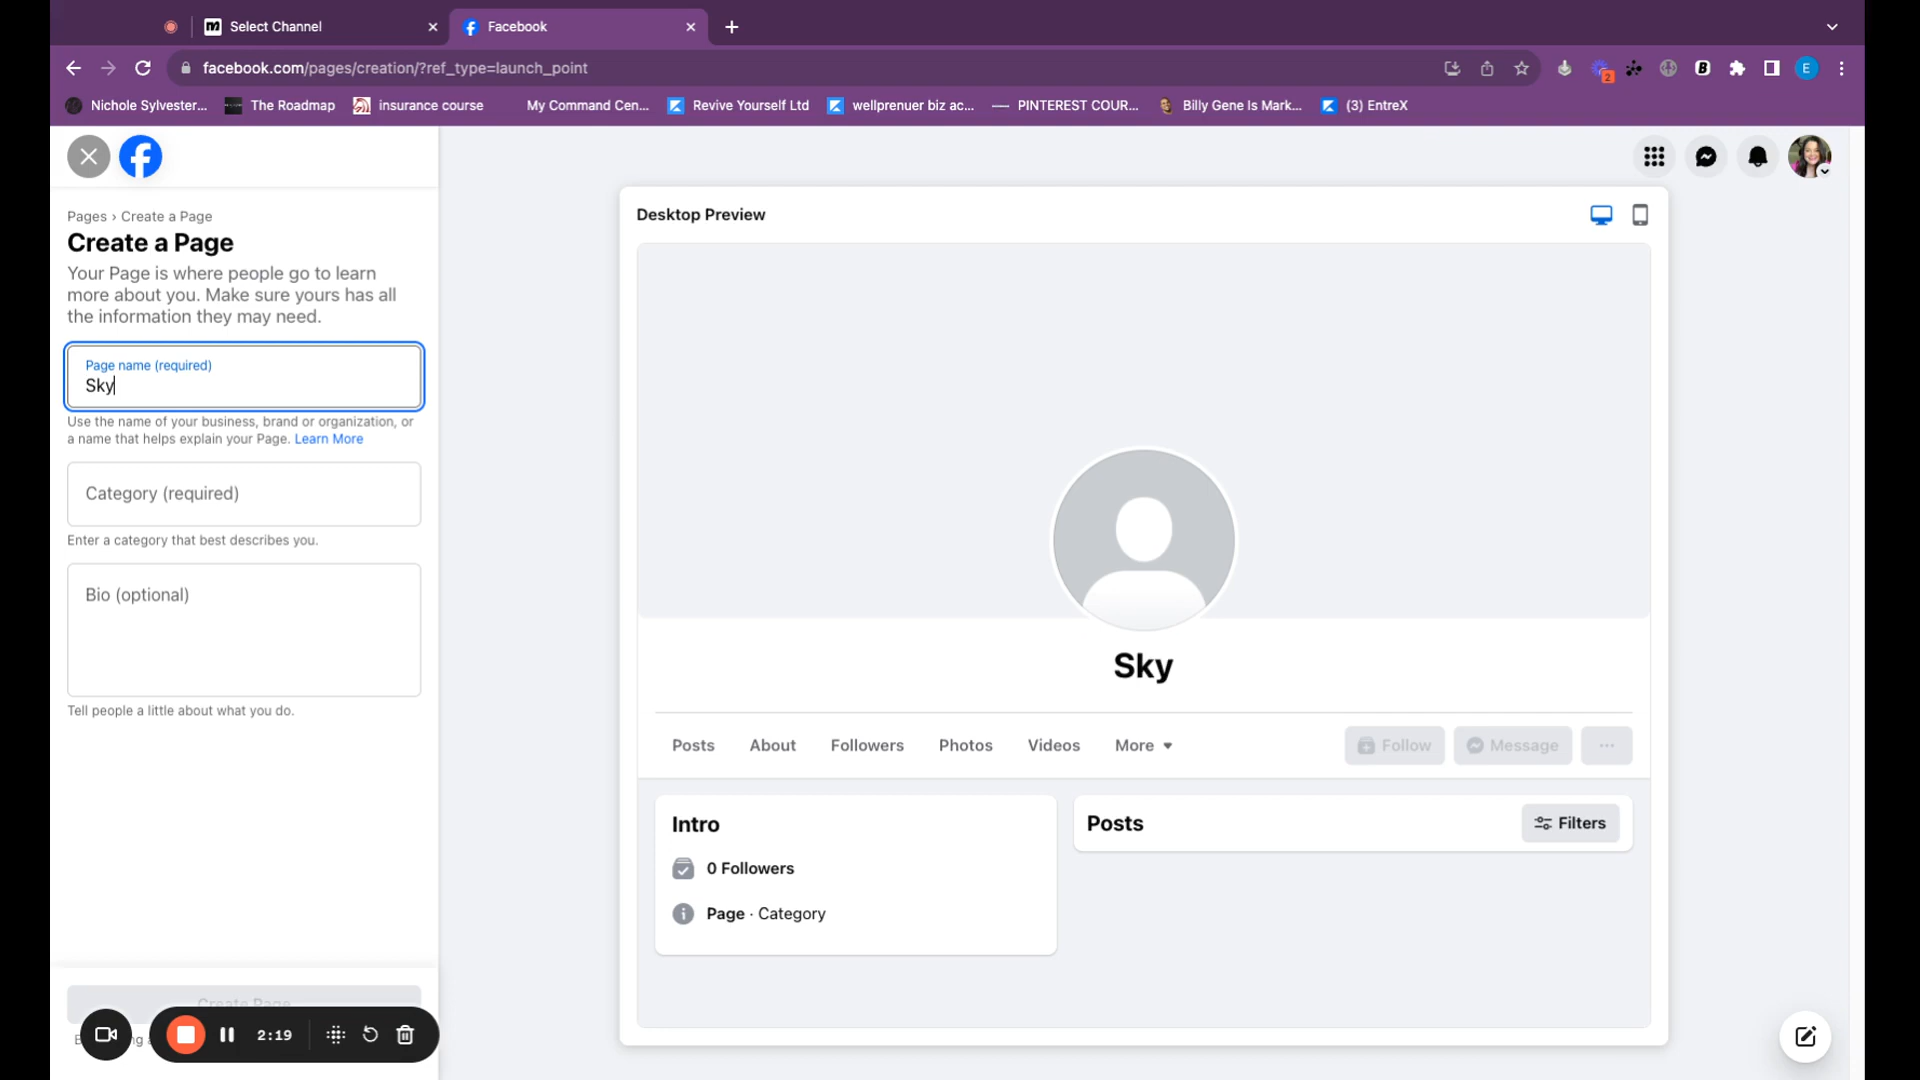 Select Channel
Facebook
facebook.com/pages/creation/?ref_type=launch_point
2
E
Nichole Sylvester...
The Roadmap
insurance course
My Command Cen...
Revive Yourself Ltd
wellprenuer biz ac...
PINTEREST COUR...
Billy Gene Is Mark...
(3) EntreX
Pages › Create a Page
Create a Page
Your Page is where people go to learn
more about you. Make sure yours has all
the information they may need.
Page name (required)
Sky
Use the name of your business, brand or organization, or
a name that helps explain your Page. Learn More
Category (required)
Enter a category that best describes you.
Bio (optional)
Tell people a little about what you do.
Create Page
2:19
Desktop Preview
Sky
Posts
About
Followers
Photos
Videos
More
Follow
Message
...
Intro
0 Followers
Page · Category
Posts
Filters